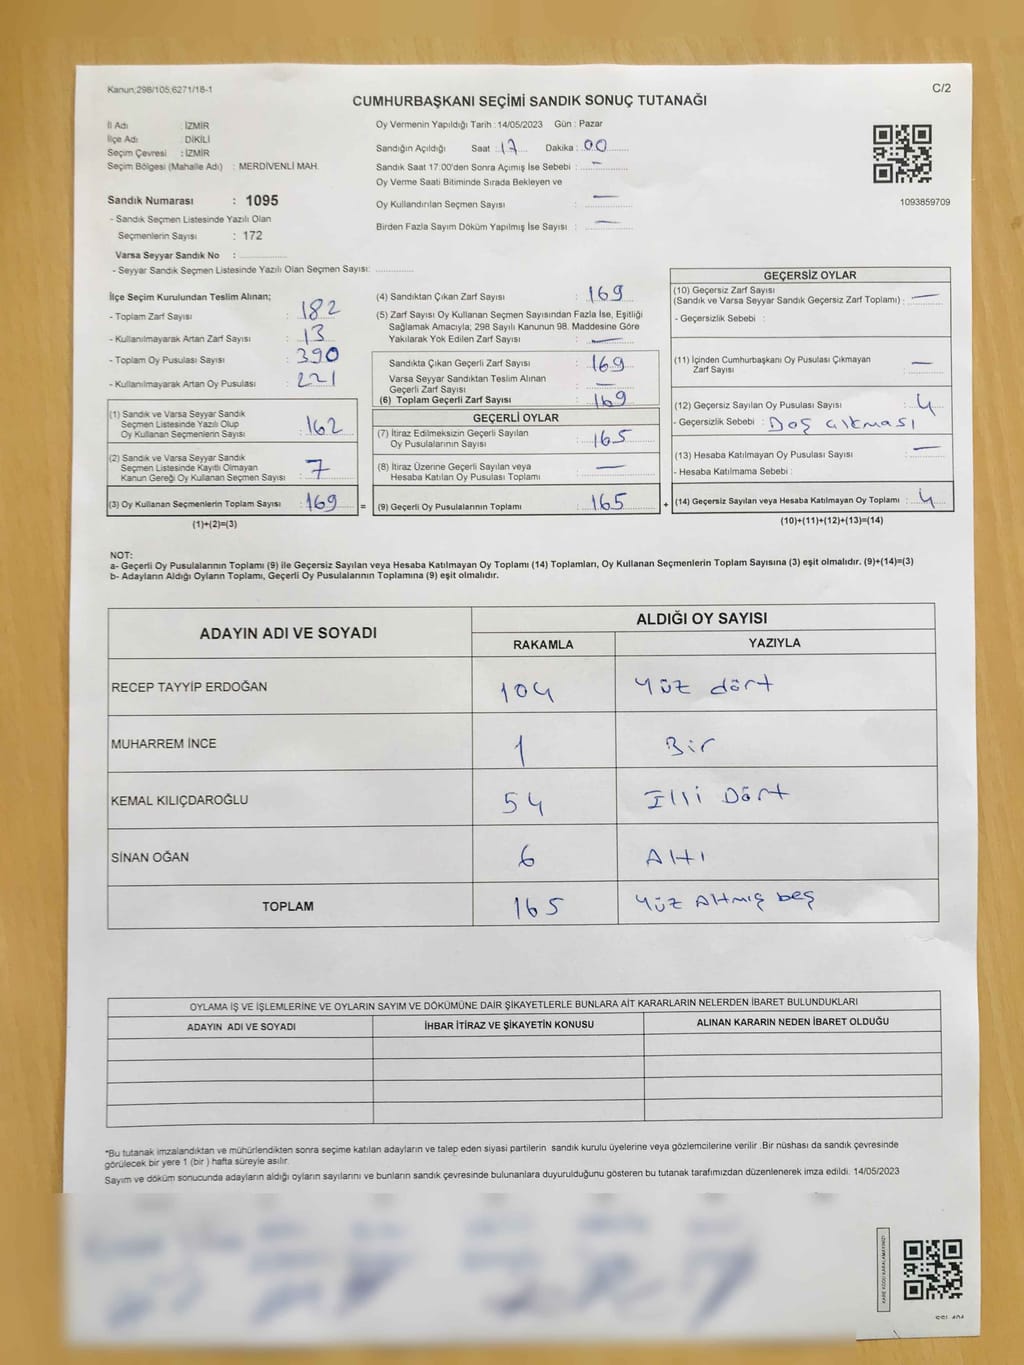 Kanun;298/105,6271/18-1
C/2
CUMHURBAŞKANI SEÇİMİ SANDIK SONUÇ TUTANAĞI
İl Adı : İZMİR
İlçe Adı : DİKİLİ
Seçim Çevresi : İZMİR
Seçim Bölgesi (Mahalle Adı) : MERDİVENLİ MAH.
Sandık Numarası : 1095
- Sandık Seçmen Listesinde Yazılı Olan
Seçmenlerin Sayısı : 172
Varsa Seyyar Sandık No :
- Seyyar Sandık Seçmen Listesinde Yazılı Olan Seçmen Sayısı:
Oy Vermenin Yapıldığı Tarih : 14/05/2023 Gün : Pazar
Sandığın Açıldığı Saat : 17 Dakika : 00
Sandık Saat 17.00'den Sonra Açımış İse Sebebi : —
Oy Verme Saati Bitiminde Sırada Bekleyen ve
Oy Kullandırılan Seçmen Sayısı : —
Birden Fazla Sayım Döküm Yapılmış İse Sayısı : —
1093859709
İlçe Seçim Kurulundan Teslim Alınan;
- Toplam Zarf Sayısı : 182
- Kullanılmayarak Artan Zarf Sayısı : 13
- Toplam Oy Pusulası Sayısı : 390
- Kullanılmayarak Artan Oy Pusulası : 221
(1) Sandık ve Varsa Seyyar Sandık
Seçmen Listesinde Yazılı Olup
Oy Kullanan Seçmenlerin Sayısı : 162
(2) Sandık ve Varsa Seyyar Sandık
Seçmen Listesinde Kayıtlı Olmayan
Kanun Gereği Oy Kullanan Seçmen Sayısı : 7
(3) Oy Kullanan Seçmenlerin Toplam Sayısı : 169
(1)+(2)=(3)
(4) Sandıktan Çıkan Zarf Sayısı : 169
(5) Zarf Sayısı Oy Kullanan Seçmen Sayısından Fazla İse, Eşitliği
Sağlamak Amacıyla; 298 Sayılı Kanunun 98. Maddesine Göre
Yakılarak Yok Edilen Zarf Sayısı : —
Sandıkta Çıkan Geçerli Zarf Sayısı : 169
Varsa Seyyar Sandıktan Teslim Alınan
Geçerli Zarf Sayısı : —
(6) Toplam Geçerli Zarf Sayısı : 169
GEÇERLİ OYLAR
(7) İtiraz Edilmeksizin Geçerli Sayılan
Oy Pusulalarının Sayısı : 165
(8) İtiraz Üzerine Geçerli Sayılan veya
Hesaba Katılan Oy Pusulası Toplamı : —
= (9) Geçerli Oy Pusulalarının Toplamı : 165 +
GEÇERSİZ OYLAR
(10) Geçersiz Zarf Sayısı
(Sandık ve Varsa Seyyar Sandık Geçersiz Zarf Toplamı) : —
- Geçersizlik Sebebi :
(11) İçinden Cumhurbaşkanı Oy Pusulası Çıkmayan
Zarf Sayısı : —
(12) Geçersiz Sayılan Oy Pusulası Sayısı : 4
- Geçersizlik Sebebi : Doş çıkması
(13) Hesaba Katılmayan Oy Pusulası Sayısı : —
- Hesaba Katılmama Sebebi :
(14) Geçersiz Sayılan veya Hesaba Katılmayan Oy Toplamı : 4
(10)+(11)+(12)+(13)=(14)
NOT:
a- Geçerli Oy Pusulalarının Toplamı (9) ile Geçersiz Sayılan veya Hesaba Katılmayan Oy Toplamı (14) Toplamları, Oy Kullanan Seçmenlerin Toplam Sayısına (3) eşit olmalıdır. (9)+(14)=(3)
b- Adayların Aldığı Oyların Toplamı, Geçerli Oy Pusulalarının Toplamına (9) eşit olmalıdır.
ADAYIN ADI VE SOYADI
ALDIĞI OY SAYISI
RAKAMLA YAZIYLA
RECEP TAYYİP ERDOĞAN 104 Yüz dört
MUHARREM İNCE 1 Bir
KEMAL KILIÇDAROĞLU 54 Illi Dört
SİNAN OĞAN 6 Altı
TOPLAM 165 Yüz Altmış beş
OYLAMA İŞ VE İŞLEMLERİNE VE OYLARIN SAYIM VE DÖKÜMÜNE DAİR ŞİKAYETLERLE BUNLARA AİT KARARLARIN NELERDEN İBARET BULUNDUKLARI
ADAYIN ADI VE SOYADI İHBAR İTİRAZ VE ŞİKAYETİN KONUSU ALINAN KARARIN NEDEN İBARET OLDUĞU
"Bu tutanak imzalandıktan ve mühürlendikten sonra seçime katılan adayların ve talep eden siyasi partilerin sandık kurulu üyelerine veya gözlemcilerine verilir .Bir nüshası da sandık çevresinde
görülecek bir yere 1 (bir ) hafta süreyle asılır.
Sayım ve döküm sonucunda adayların aldığı oyların sayılarını ve bunların sandık çevresinde bulunanlara duyurulduğunu gösteren bu tutanak tarafımızdan düzenlenerek imza edildi. 14/05/2023
KARE KODU KARALAMAYINIZ!